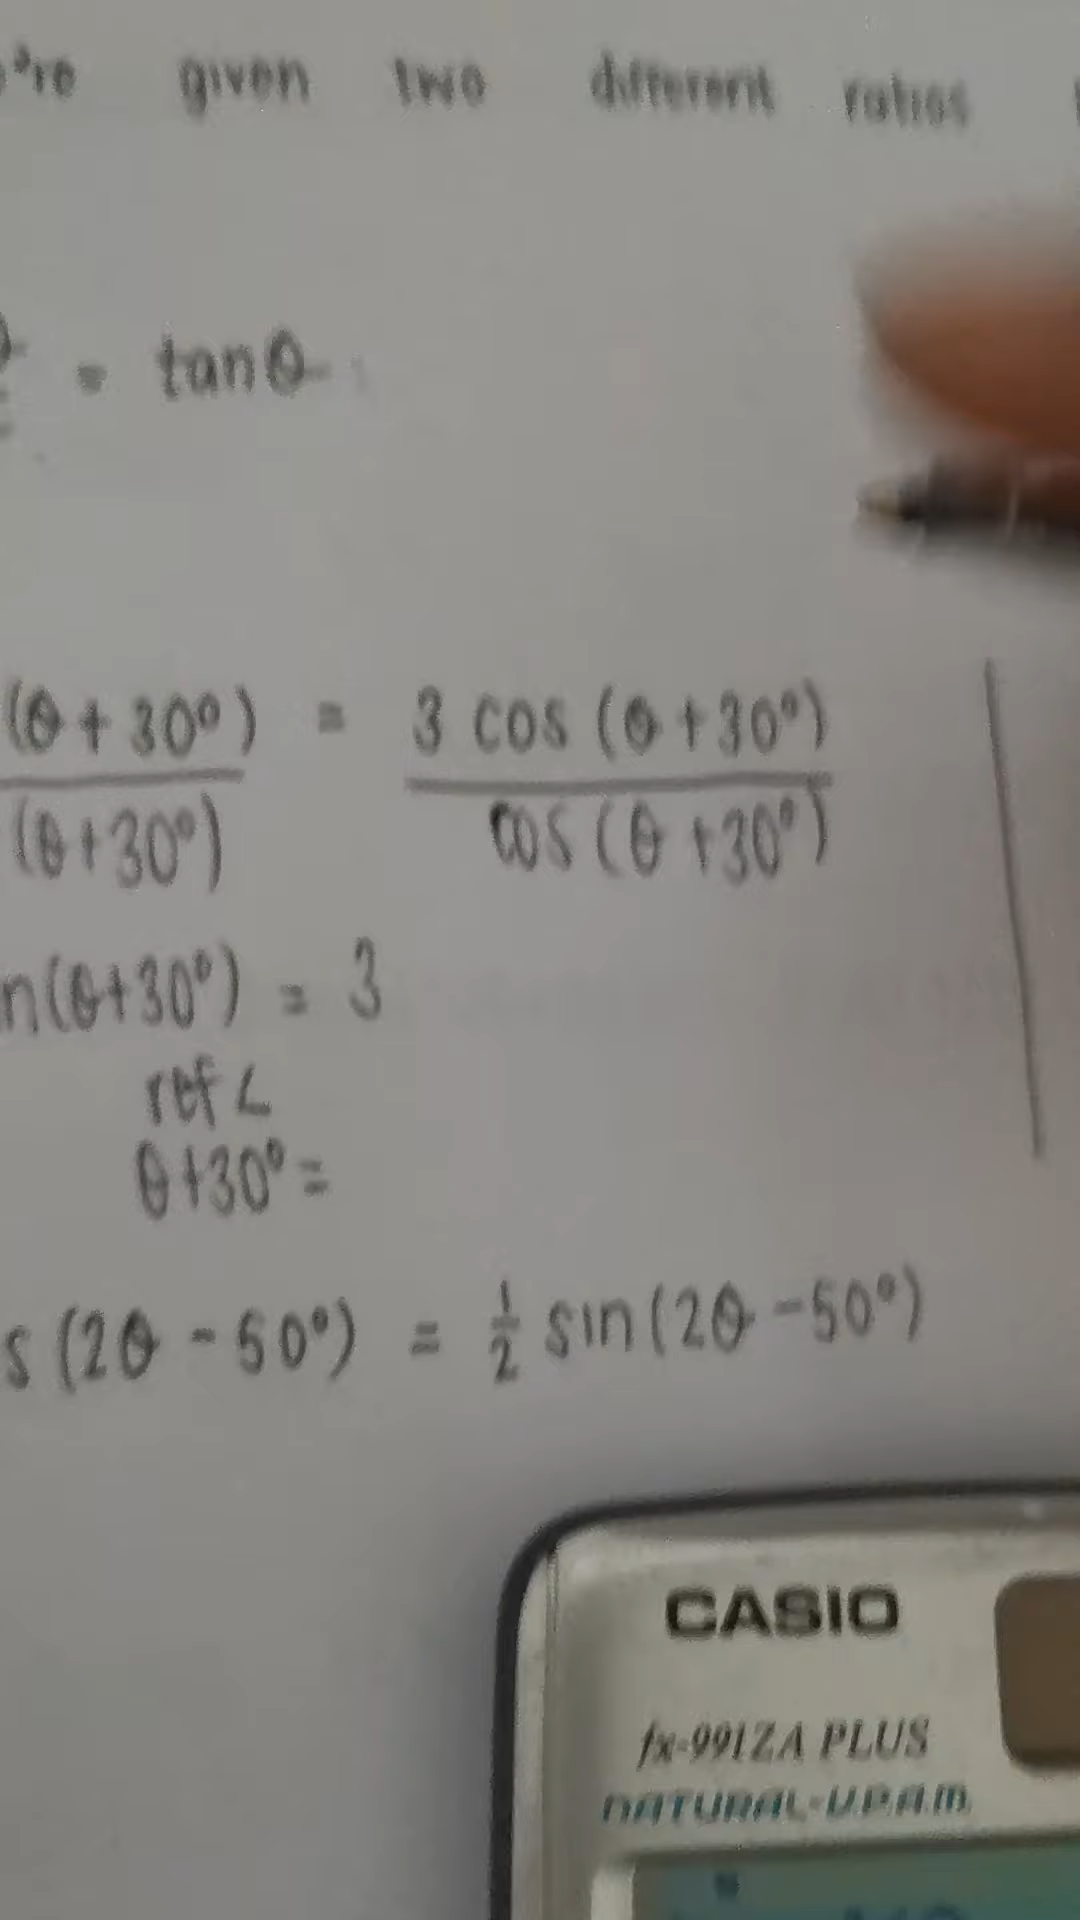 're given two different ratios
= tanθ
(θ + 30°) = 3 cos (θ + 30°)
(θ + 30°) cos (θ + 30°)
n(θ+30°) = 3
ref <
θ+30° =
s (2θ - 50°) = 1/2 sin(2θ - 50°)
CASIO
fx-991ZA PLUS
NATURAL-V.P.A.M.